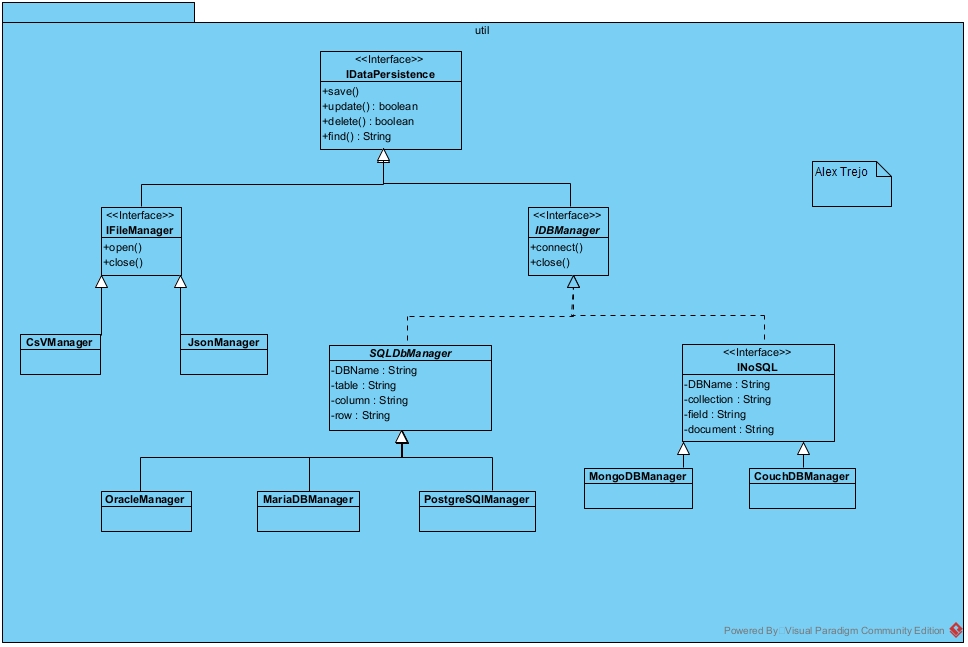 util
<<Interface>>
IDataPersistence
+save()
+update() : boolean
+delete() : boolean
+find() : String
Alex Trejo
<<Interface>>
IFileManager
+open()
+close()
<<Interface>>
IDBManager
+connect()
+close()
CsVManager
JsonManager
SQLDbManager
-DBName : String
-table : String
-column : String
-row : String
<<Interface>>
INoSQL
-DBName : String
-collection : String
-field : String
-document : String
OracleManager
MariaDBManager
PostgreSQlManager
MongoDBManager
CouchDBManager
Powered By Visual Paradigm Community Edition